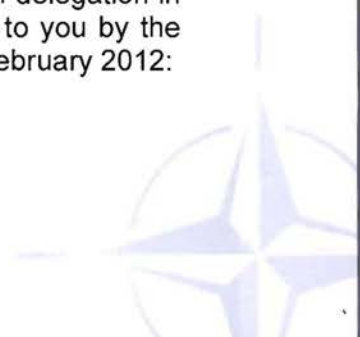 delegation in
to you by the
ebruary 2012: